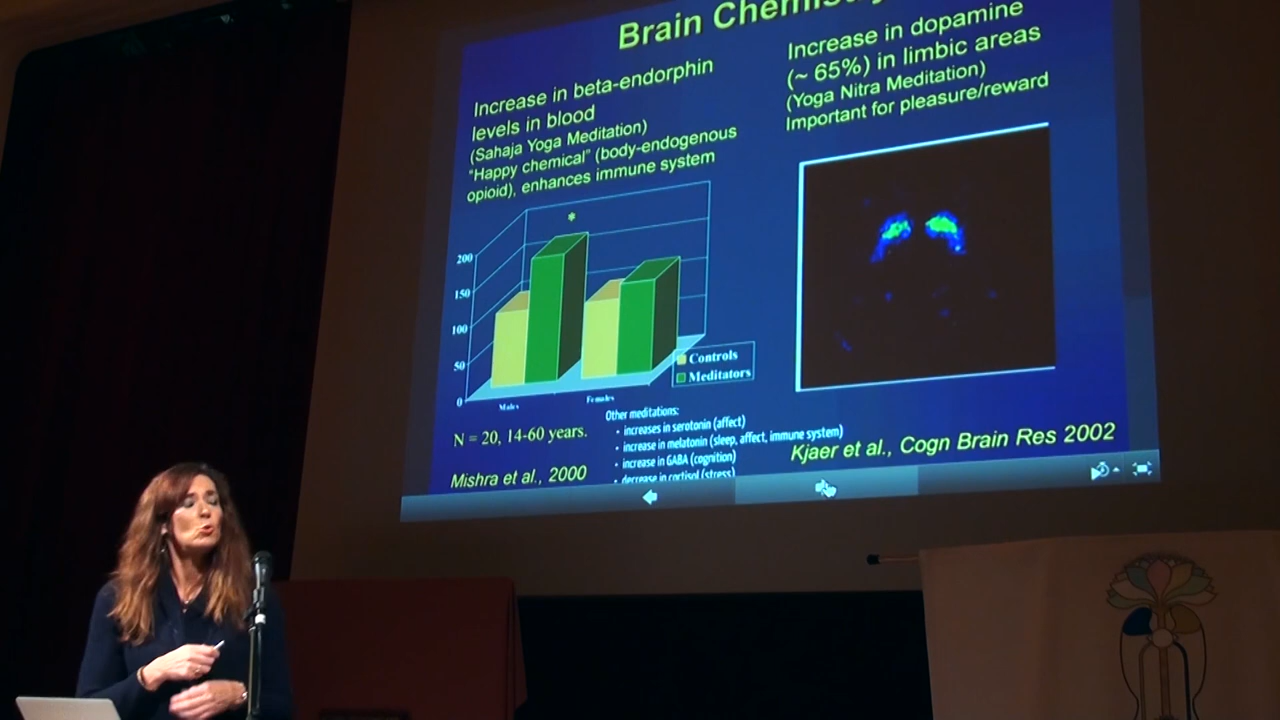 Brain Chemistry
Increase in beta-endorphin
levels in blood
(Sahaja Yoga Meditation)
"Happy chemical" (body-endogenous
opioid), enhances immune system
Increase in dopamine
(~ 65%) in limbic areas
(Yoga Nitra Meditation)
Important for pleasure/reward
*
200
150
100
50
0
Males
Females
Controls
Meditators
N = 20, 14-60 years.
Mishra et al., 2000
Other meditations:
• increases in serotonin (affect)
• increase in melatonin (sleep, affect, immune system)
• increase in GABA (cognition)
• decrease in cortisol (stress)
Kjaer et al., Cogn Brain Res 2002